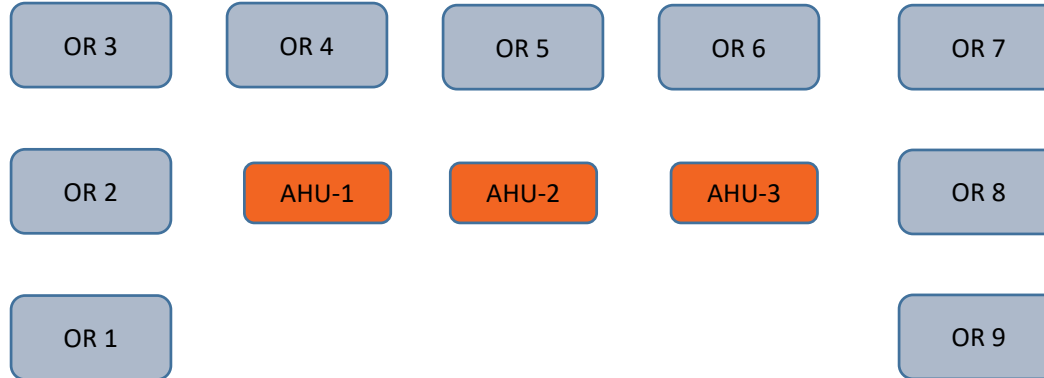 OR 3
OR 4
OR 5
OR 6
OR 7
OR 2
AHU-1
AHU-2
AHU-3
OR 8
OR 1
OR 9